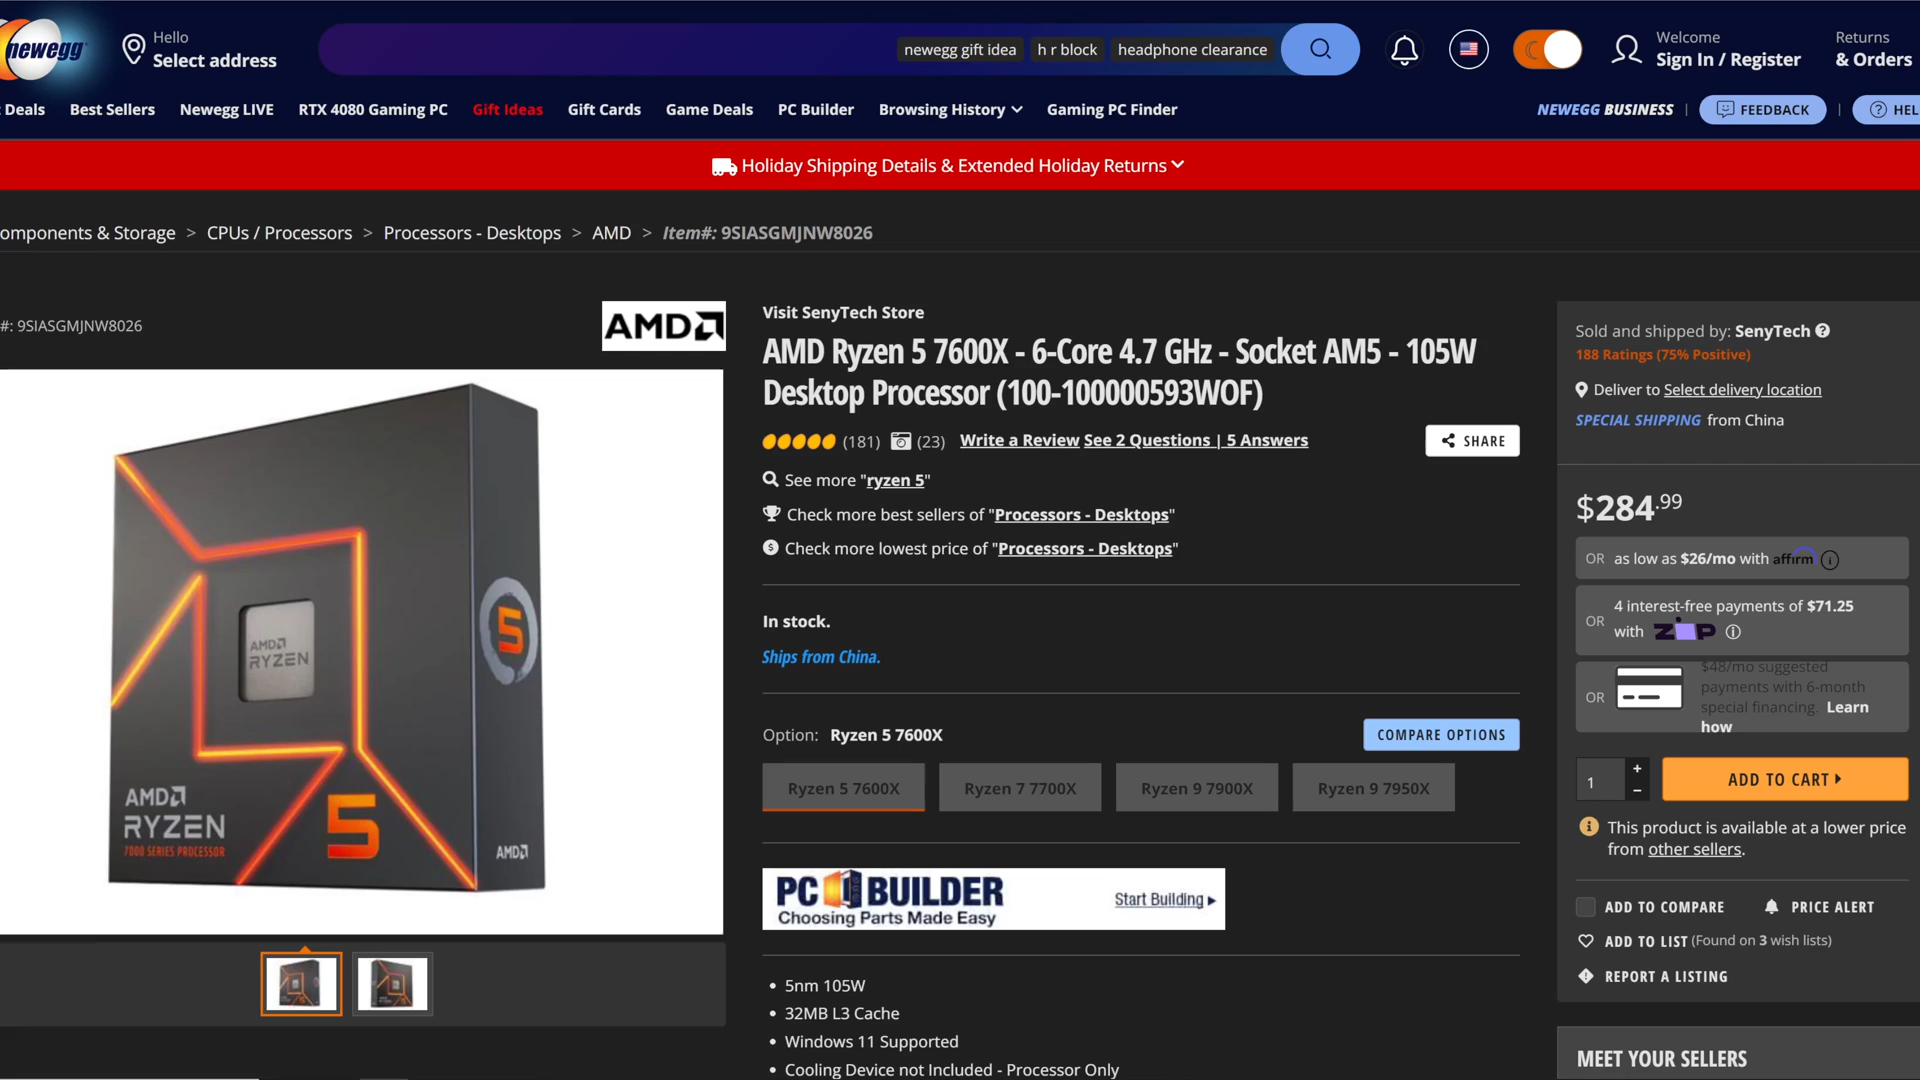 newegg
Hello
Select address
newegg gift idea
h r block
headphone clearance
Welcome
Sign In / Register
Returns
& Orders
Deals
Best Sellers
Newegg LIVE
RTX 4080 Gaming PC
Gift Ideas
Gift Cards
Game Deals
PC Builder
Browsing History
Gaming PC Finder
NEWEGG BUSINESS
FEEDBACK
HEL
Holiday Shipping Details & Extended Holiday Returns
omponents & Storage > CPUs / Processors > Processors - Desktops > AMD > Item#: 9SIASGMJNW8026
#: 9SIASGMJNW8026
AMD
AMD
RYZEN
5
AMD
RYZEN
7000 SERIES PROCESSOR
5
AMD
Visit SenyTech Store
AMD Ryzen 5 7600X - 6-Core 4.7 GHz - Socket AM5 - 105W
Desktop Processor (100-100000593WOF)
(181) (23) Write a Review See 2 Questions | 5 Answers
SHARE
See more "ryzen 5"
Check more best sellers of "Processors - Desktops"
Check more lowest price of "Processors - Desktops"
In stock.
Ships from China.
Option: Ryzen 5 7600X
COMPARE OPTIONS
Ryzen 5 7600X
Ryzen 7 7700X
Ryzen 9 7900X
Ryzen 9 7950X
PC BUILDER
Choosing Parts Made Easy
Start Building
• 5nm 105W
• 32MB L3 Cache
• Windows 11 Supported
• Cooling Device not Included - Processor Only
Sold and shipped by: SenyTech
188 Ratings (75% Positive)
Deliver to Select delivery location
SPECIAL SHIPPING from China
$284.99
OR as low as $26/mo with affirm
OR 4 interest-free payments of $71.25
with ZIP
OR $48/mo suggested
payments with 6-month
special financing. Learn
how
1
+
-
ADD TO CART
This product is available at a lower price
from other sellers.
ADD TO COMPARE
PRICE ALERT
ADD TO LIST (Found on 3 wish lists)
REPORT A LISTING
MEET YOUR SELLERS